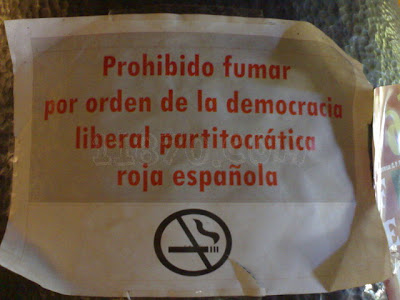 Prohibido fumar
por orden de la democracia
liberal partitocrática
roja española